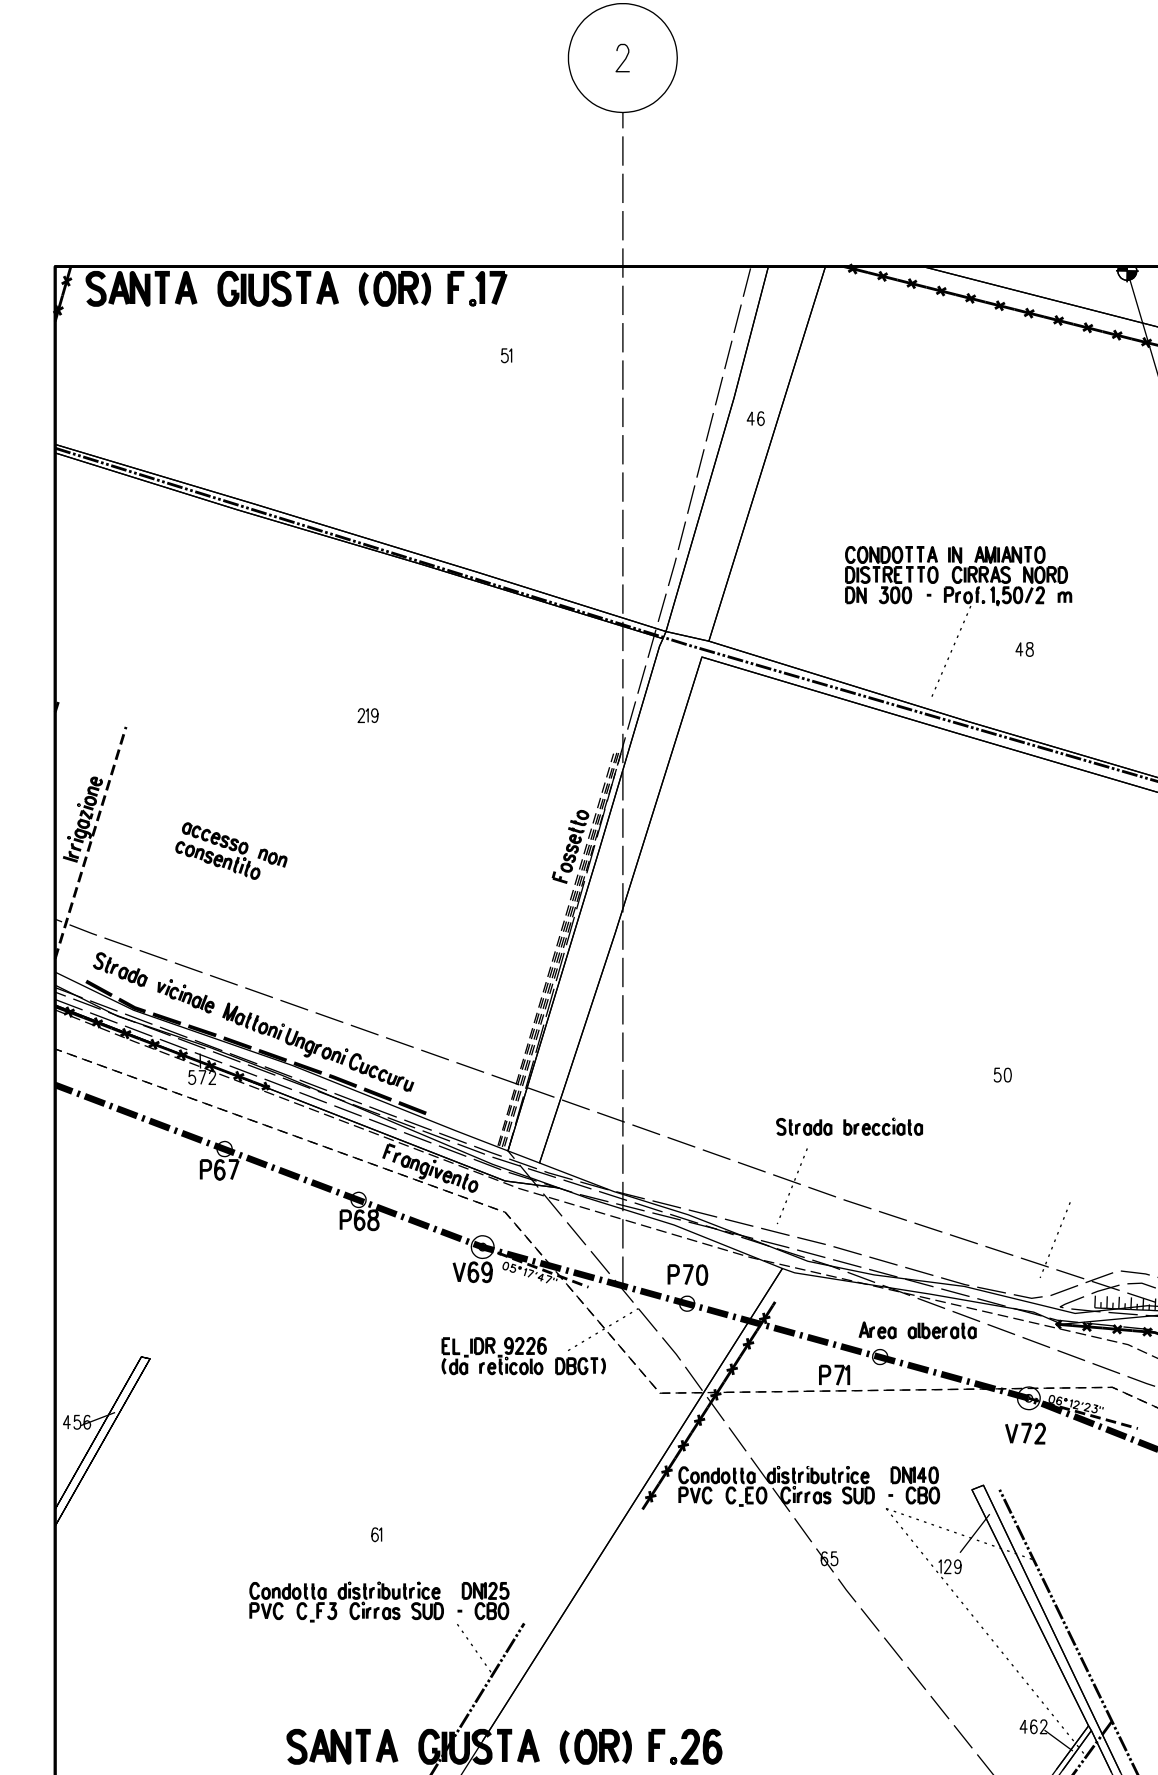 2
SANTA GIUSTA (OR) F.17
51
46
CONDOTTA IN AMIANTO
DISTRETTO CIRRAS NORD
DN 300 - Prof.1,50/2 m
48
219
Irrigazione
accesso non
consentito
Fossetto
Strada vicinale Mattoni Ungroni Cuccuru
572
50
Strada brecciata
Frangivento
P67
P68
V69
05°17'47"
P70
EL_IDR_9226
(da reticolo DBGT)
Area alberata
P71
V72
06°12'23"
456
Condotta distributrice DN140
PVC C_E0 Cirras SUD - CBO
61
65
129
Condotta distributrice DN125
PVC C_F3 Cirras SUD - CBO
462
SANTA GIUSTA (OR) F.26